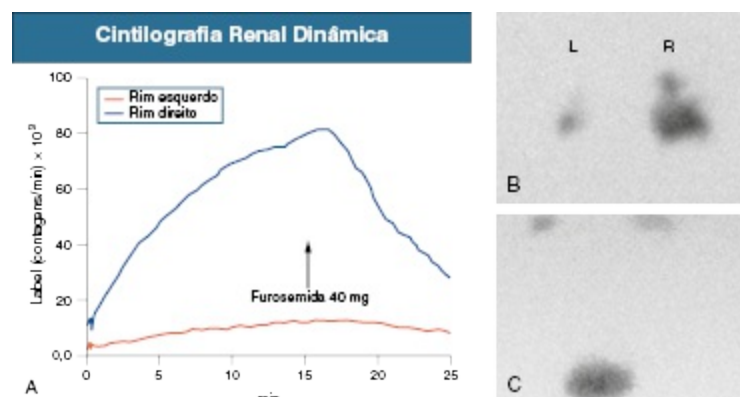 Cintilografia Renal Dinâmica
100
80
60
40
20
0,0
Label (contagens/min) × 10³
Rim esquerdo
Rim direito
Furosemida 40 mg
0
5
10
15
20
25
A
L
R
B
C